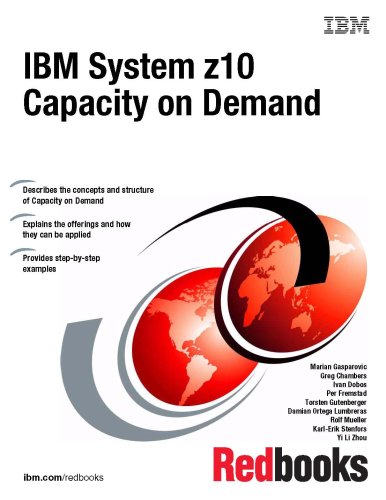 IBM
IBM System z10
Capacity on Demand
Describes the concepts and structure
of Capacity on Demand
Explains the offerings and how
they can be applied
Provides step-by-step
examples
Marian Gasparovic
Greg Chambers
Ivan Dobos
Per Fremstad
Torsten Gutenberger
Damian Ortega Lumbreras
Rolf Mueller
Karl-Erik Stenfors
Yi Li Zhou
ibm.com/redbooks
Redbooks